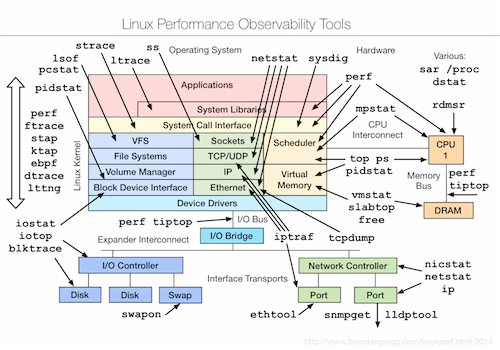 Linux Performance Observability Tools
strace
ss
Operating System
Hardware
Various:
lsof
ltrace
netstat
sysdig
sar /proc
pcstat
perf
dstat
pidstat
Applications
mpstat
rdmsr
System Libraries
System Call Interface
CPU
Interconnect
perf
ftrace
stap
ktap
ebpf
dtrace
lttng
Linux Kernel
VFS
Sockets
Scheduler
CPU
1
File Systems
TCP/UDP
top ps
pidstat
Volume Manager
IP
Virtual
Memory
Memory
Bus
perf
tiptop
Block Device Interface
Ethernet
vmstat
slabtop
free
DRAM
Device Drivers
iostat
iotop
blktrace
perf tiptop
I/O Bus
Expander Interconnect
I/O Bridge
iptraf
tcpdump
I/O Controller
Interface Transports
Network Controller
nicstat
netstat
ip
Disk
Disk
Swap
Port
Port
swapon
ethtool
snmpget
lldptool
http://www.brendangregg.com/linuxperf.html 2014